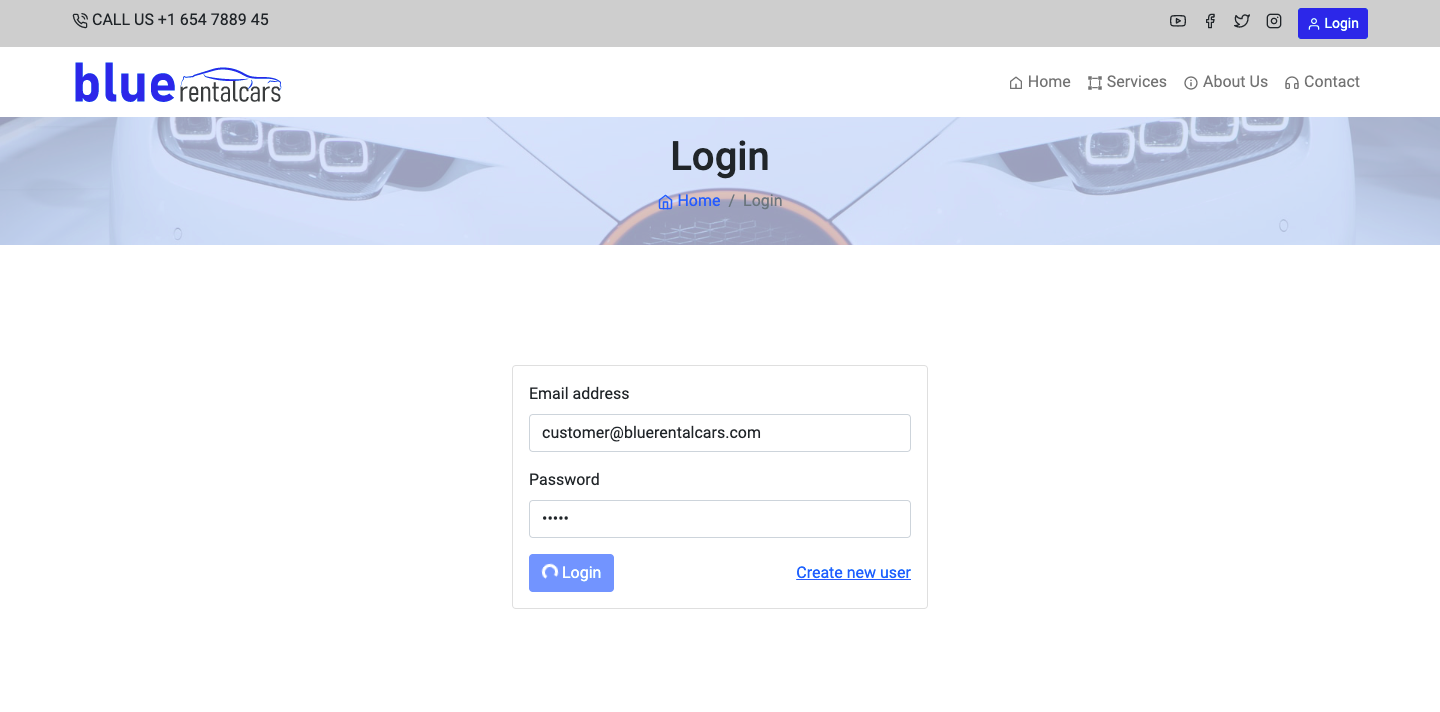 CALL US +1 654 7889 45
Login
blue rentalcars
Home
Services
About Us
Contact
Login
Home / Login
Email address
customer@bluerentalcars.com
Password
•••••
Login
Create new user